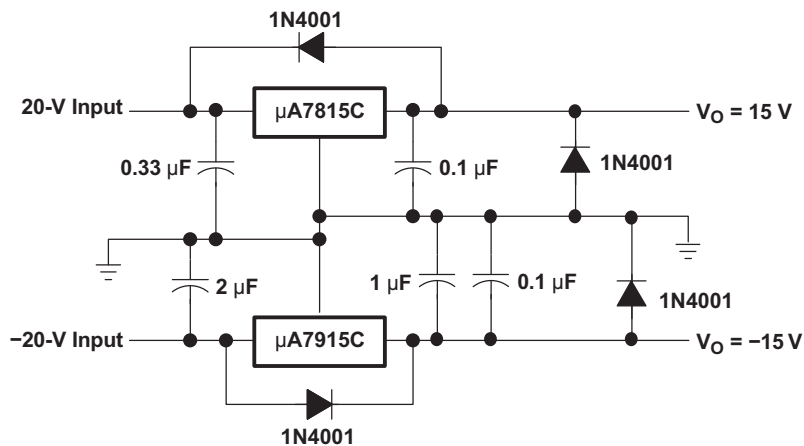 1N4001
20-V Input
µA7815C
V_O = 15 V
0.33 µF
0.1 µF
1N4001
2 µF
1 µF
0.1 µF
1N4001
−20-V Input
µA7915C
V_O = −15 V
1N4001